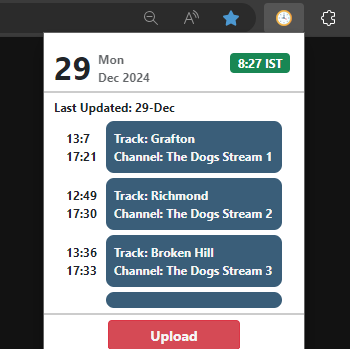 A
29
Mon
Dec 2024
8:27 IST
Last Updated: 29-Dec
13:7
Track: Grafton
17:21
Channel: The Dogs Stream 1
12:49
Track: Richmond
17:30
Channel: The Dogs Stream 2
13:36
Track: Broken Hill
17:33
Channel: The Dogs Stream 3
Upload